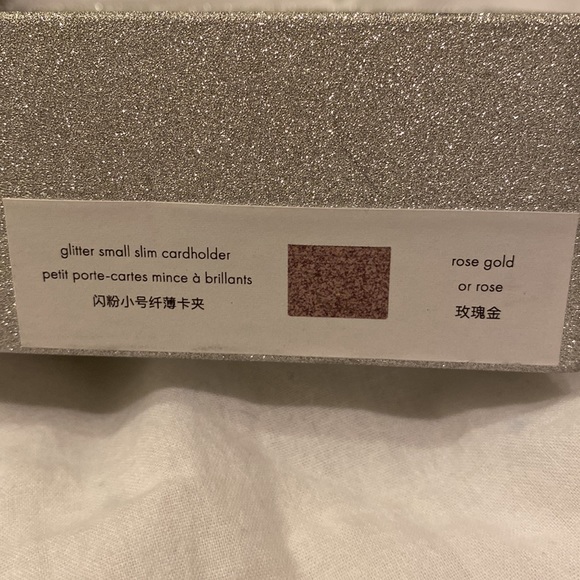 glitter small slim cardholder
petit porte-cartes mince à brillants
闪粉小号纤薄卡夹
rose gold
or rose
玫瑰金